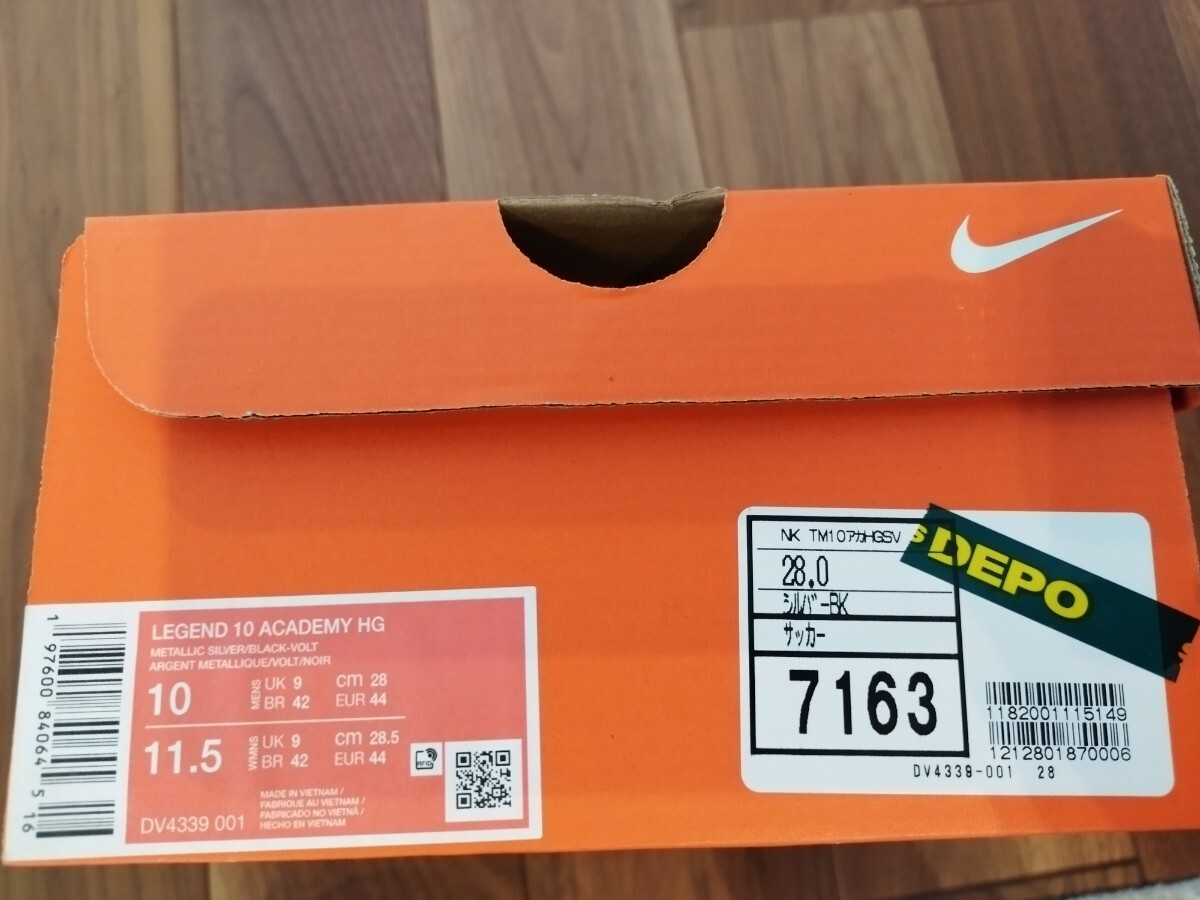 LEGEND 10 ACADEMY HG
METALLIC SILVER/BLACK-VOLT
ARGENT METALLIQUE/VOLT/NOIR
10 MENS UK 9 cm 28
BR 42 EUR 44
11.5 WMNS UK 9 cm 28.5
BR 42 EUR 44
RFID
MADE IN VIETNAM /
FABRIQUE AU VIETNAM /
FABRICADO NO VIETNÃ /
HECHO EN VIETNAM
DV4339 001
1 97600 84064 5 16
NK TM10アカHGSV
28.0
シルバーBK
サッカー
7163
S DEPO
1182001115149
1212801870006
DV4339-001 28